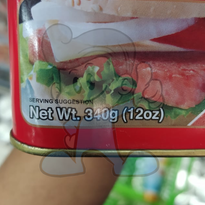 SERVING SUGGESTION
Net Wt. 340g (12oz)